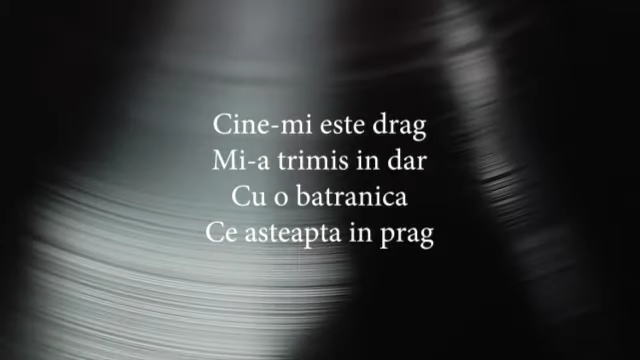 Cine-mi este drag
Mi-a trimis in dar
Cu o batranica
Ce asteapta in prag